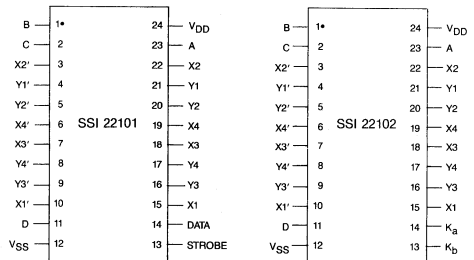 B 1• 24 VDD
C 2 23 A
X2' 3 22 X2
Y1' 4 21 Y1
Y2' 5 20 Y2
X4' 6 SSI 22101 19 X4
X3' 7 18 X3
Y4' 8 17 Y4
Y3' 9 16 Y3
X1' 10 15 X1
D 11 14 DATA
VSS 12 13 STROBE
B 1• 24 VDD
C 2 23 A
X2' 3 22 X2
Y1' 4 21 Y1
Y2' 5 20 Y2
X4' 6 SSI 22102 19 X4
X3' 7 18 X3
Y4' 8 17 Y4
Y3' 9 16 Y3
X1' 10 15 X1
D 11 14 Ka
VSS 12 13 Kb